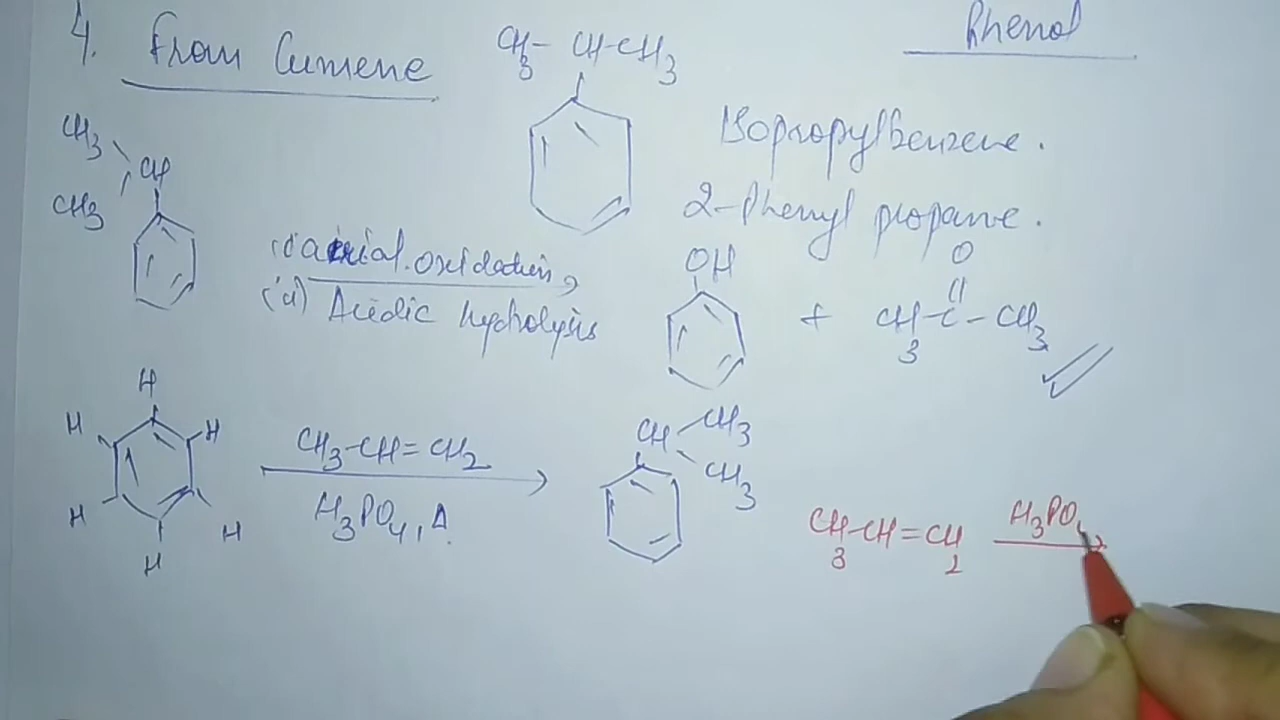 4. From Cumene
CH3- CH-CH3
Phenol
Isopropylbenzene.
2-Phenyl propane.
CH3
CH
CH3
(i) aerial oxidation,
(ii) Acidic hydrolysis
OH
+
O
CH3-C-CH3
H
H
H
H
H
H
CH3-CH=CH2
H3PO4, Δ.
CH
CH3
CH3
CH3-CH=CH2
H3PO4